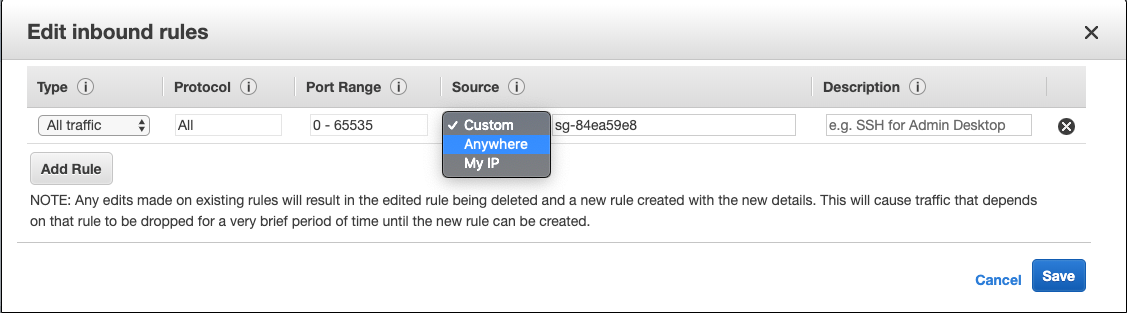 Edit inbound rules
Type Protocol Port Range Source Description
All traffic All 0 - 65535 ✓ Custom sg-84ea59e8 e.g. SSH for Admin Desktop
Anywhere
My IP
Add Rule
NOTE: Any edits made on existing rules will result in the edited rule being deleted and a new rule created with the new details. This will cause traffic that depends
on that rule to be dropped for a very brief period of time until the new rule can be created.
Cancel Save